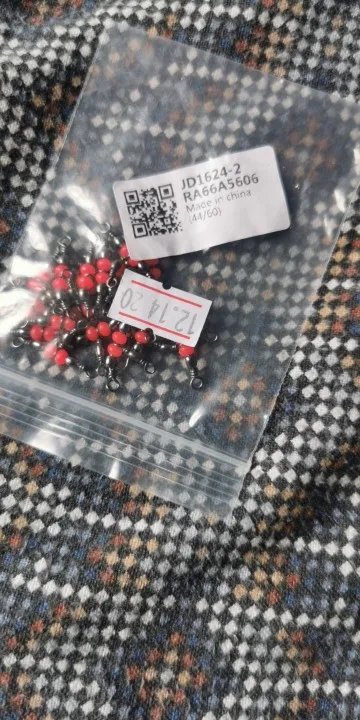 JD1624-2
RA66A5606
Made in china
(44/60)
12.14 20